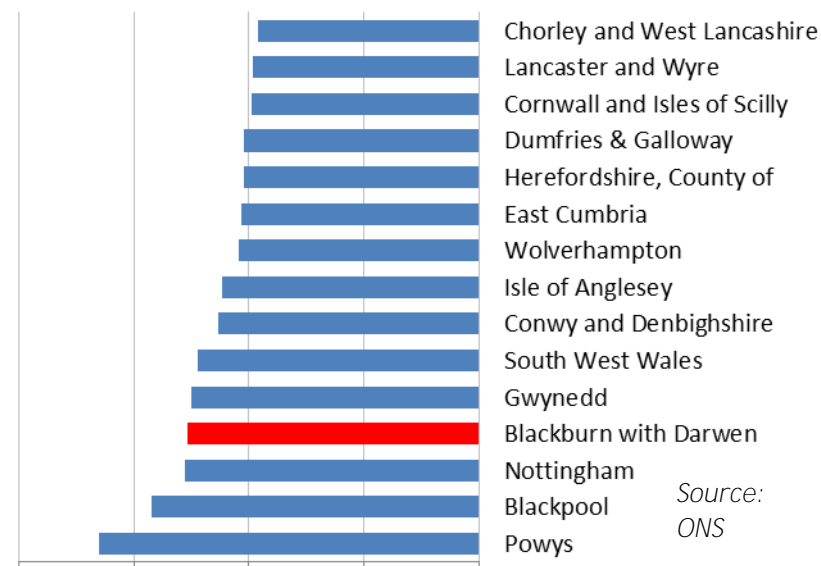 Chorley and West Lancashire
Lancaster and Wyre
Cornwall and Isles of Scilly
Dumfries & Galloway
Herefordshire, County of
East Cumbria
Wolverhampton
Isle of Anglesey
Conwy and Denbighshire
South West Wales
Gwynedd
Blackburn with Darwen
Nottingham
Blackpool
Powys
Source:
ONS